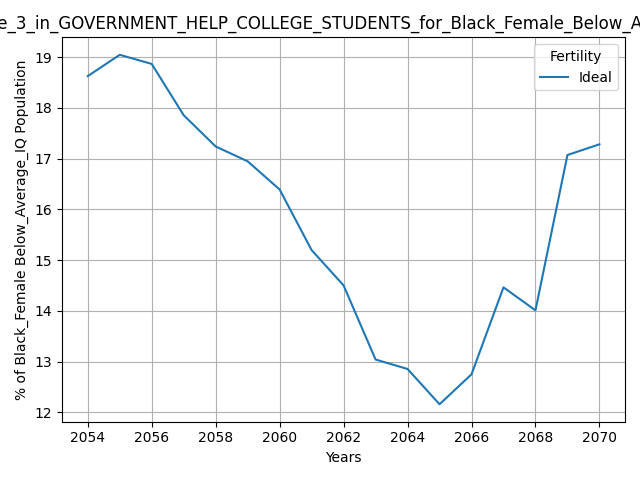 e_3_in_GOVERNMENT_HELP_COLLEGE_STUDENTS_for_Black_Female_Below_A
Fertility
Ideal
% of Black_Female Below_Average_IQ Population
19
18
17
16
15
14
13
12
2054 2056 2058 2060 2062 2064 2066 2068 2070
Years